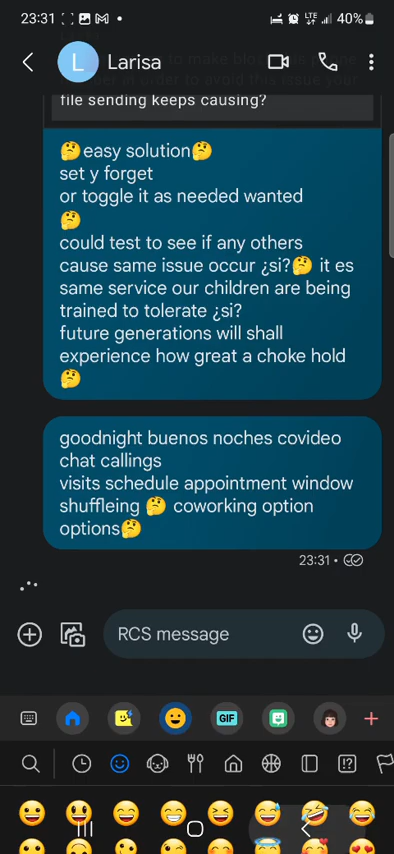 23:31 LTE 40%
L Larisa
file sending keeps causing?
🤔easy solution🤔
set y forget
or toggle it as needed wanted
🤔
could test to see if any others
cause same issue occur ¿si?🤔 it es
same service our children are being
trained to tolerate ¿si?
future generations will shall
experience how great a choke hold
🤔
goodnight buenos noches covideo
chat callings
visits schedule appointment window
shuffleing 🤔 coworking option
options🤔
23:31
RCS message
GIF